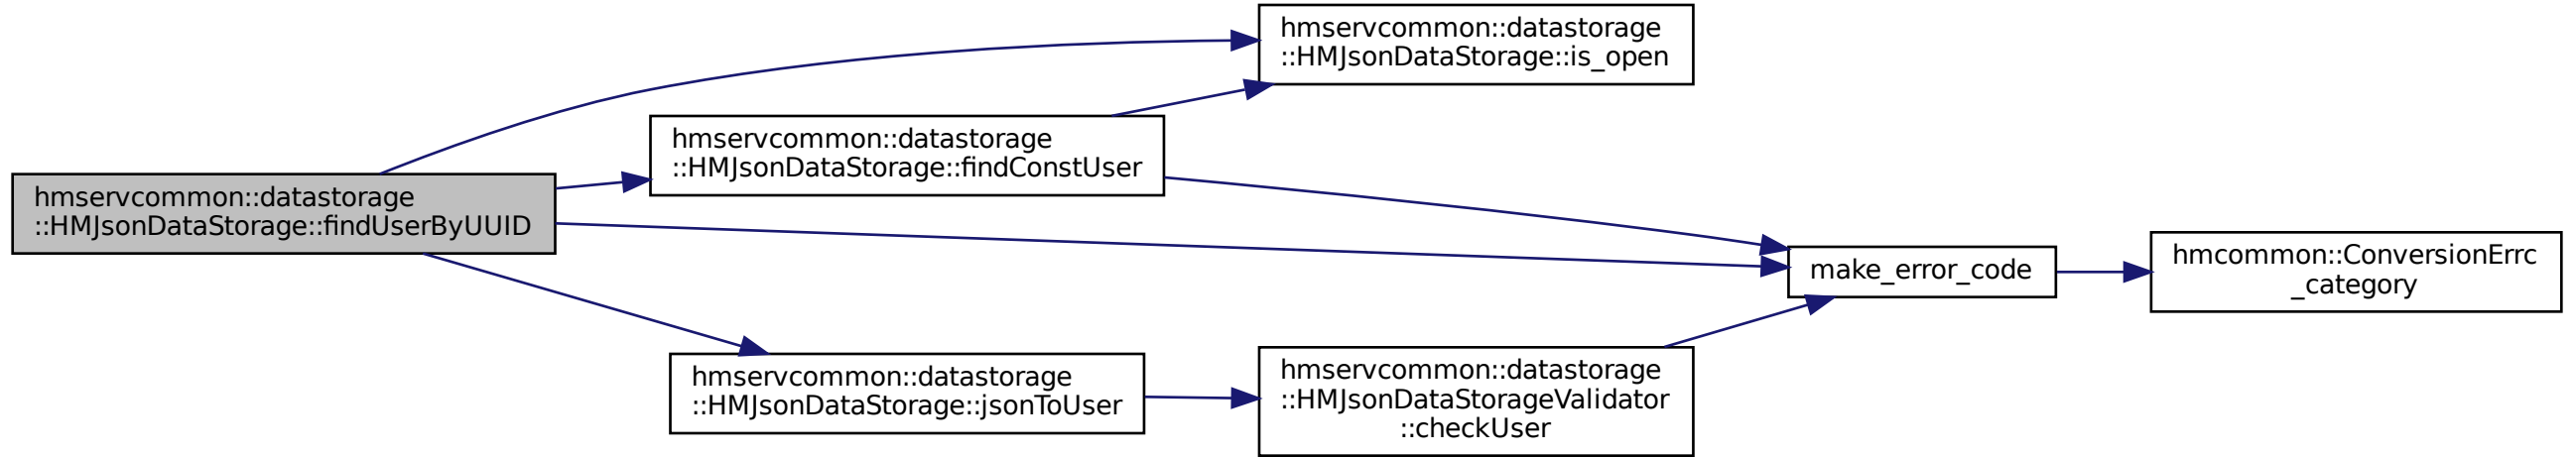 hmservcommon::datastorage
::HMJsonDataStorage::findUserByUUID
hmservcommon::datastorage
::HMJsonDataStorage::is_open
hmservcommon::datastorage
::HMJsonDataStorage::findConstUser
make_error_code
hmcommon::ConversionErrc
_category
hmservcommon::datastorage
::HMJsonDataStorage::jsonToUser
hmservcommon::datastorage
::HMJsonDataStorageValidator
::checkUser